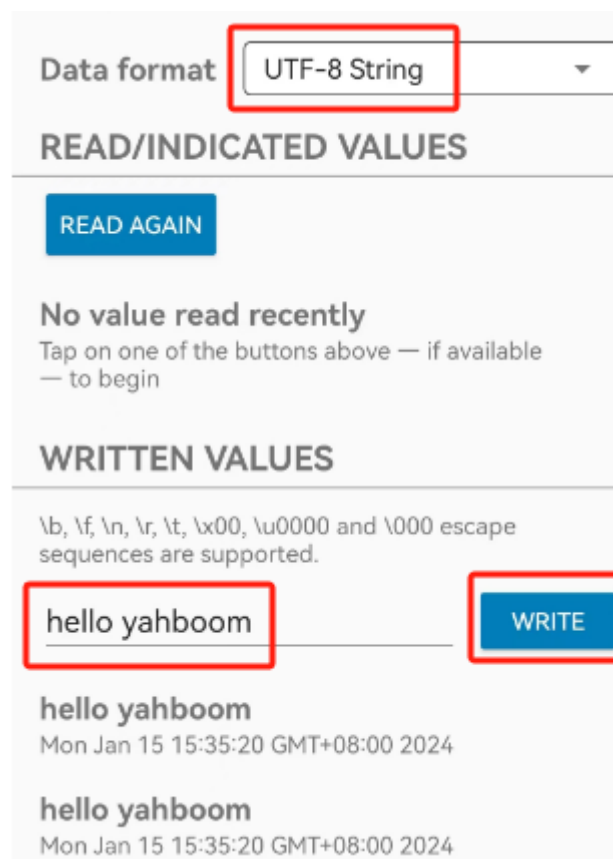 Data format UTF-8 String
READ/INDICATED VALUES
READ AGAIN
No value read recently
Tap on one of the buttons above — if available
— to begin
WRITTEN VALUES
\b, \f, \n, \r, \t, \x00, \u0000 and \000 escape
sequences are supported.
hello yahboom WRITE
hello yahboom
Mon Jan 15 15:35:20 GMT+08:00 2024
hello yahboom
Mon Jan 15 15:35:20 GMT+08:00 2024